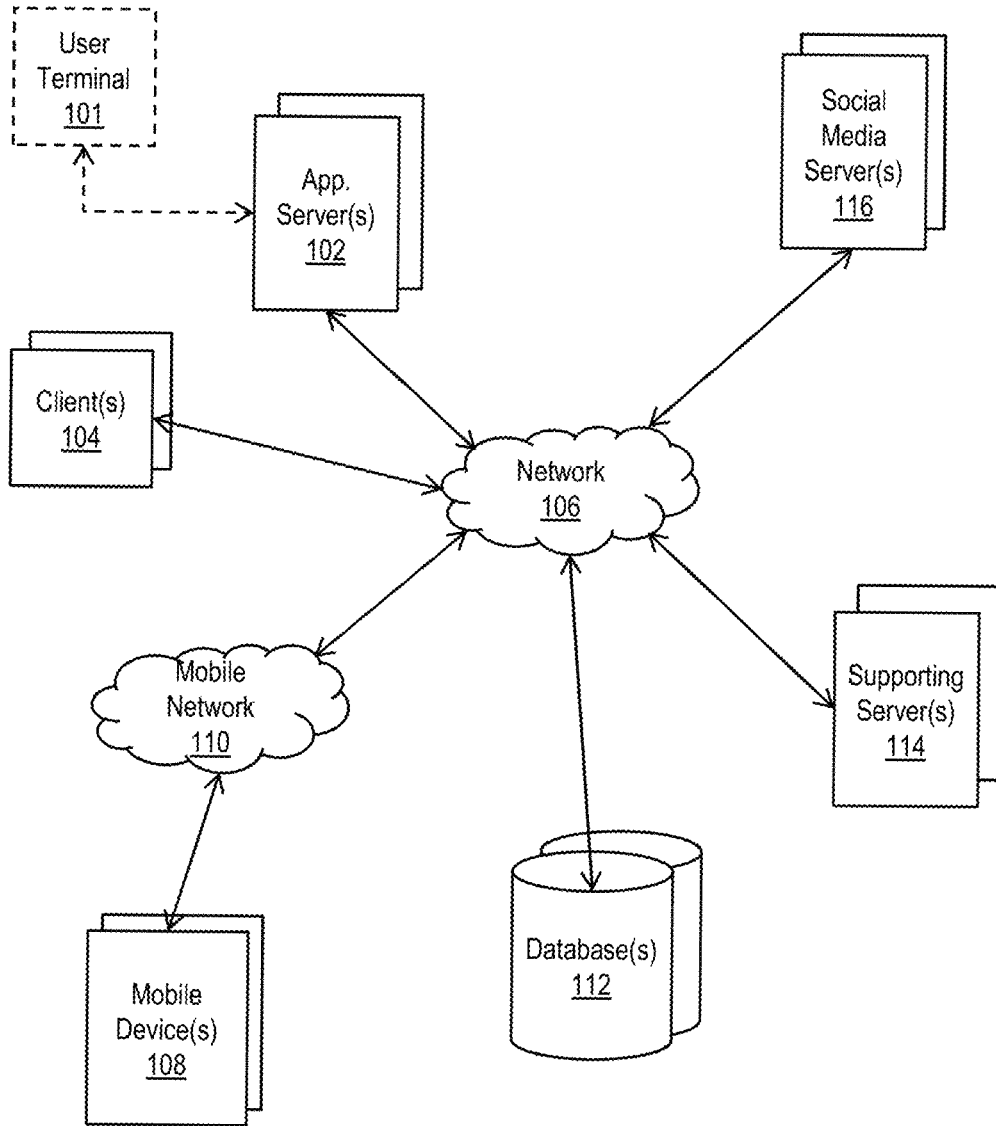 User
Terminal
101
App.
Server(s)
102
Social
Media
Server(s)
116
Client(s)
104
Network
106
Mobile
Network
110
Supporting
Server(s)
114
Database(s)
112
Mobile
Device(s)
108